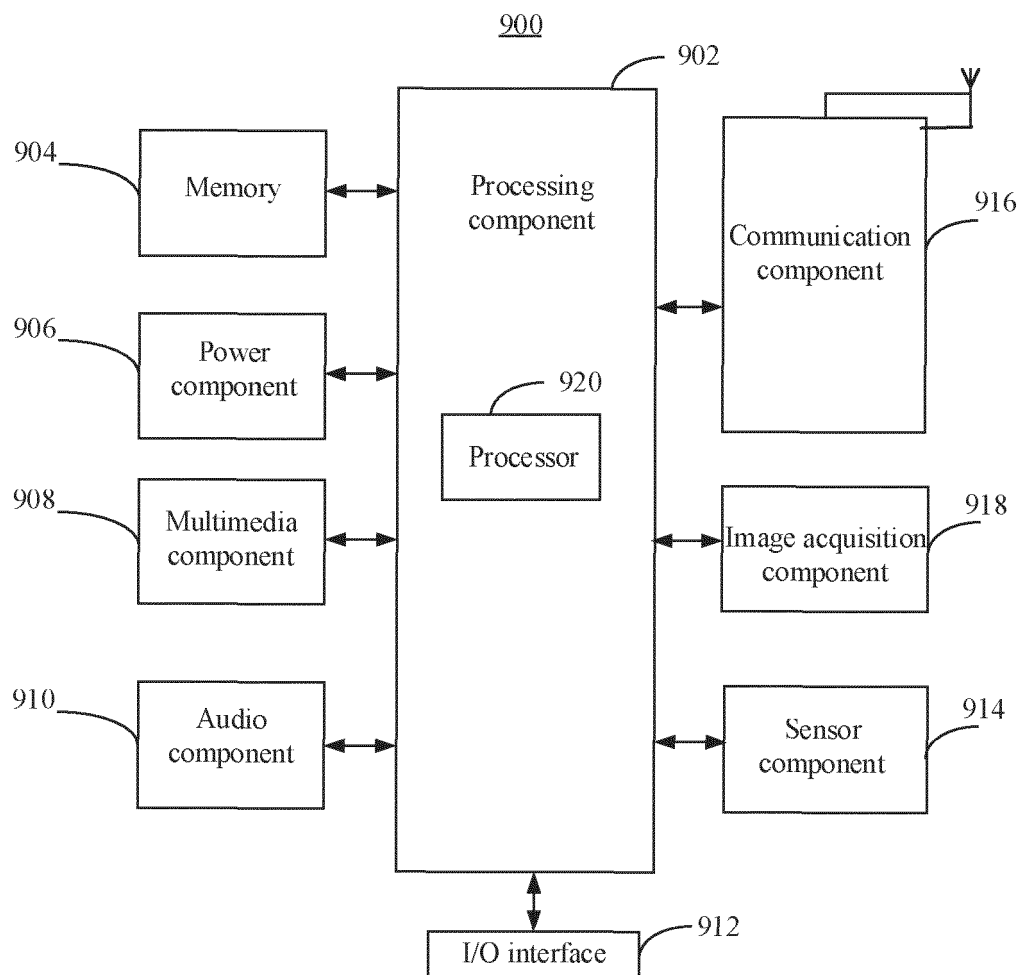 900
902
904
Memory
Processing
component
916
Communication
component
906
Power
component
920
Processor
908
Multimedia
component
918
Image acquisition
component
910
Audio
component
914
Sensor
component
912
I/O interface